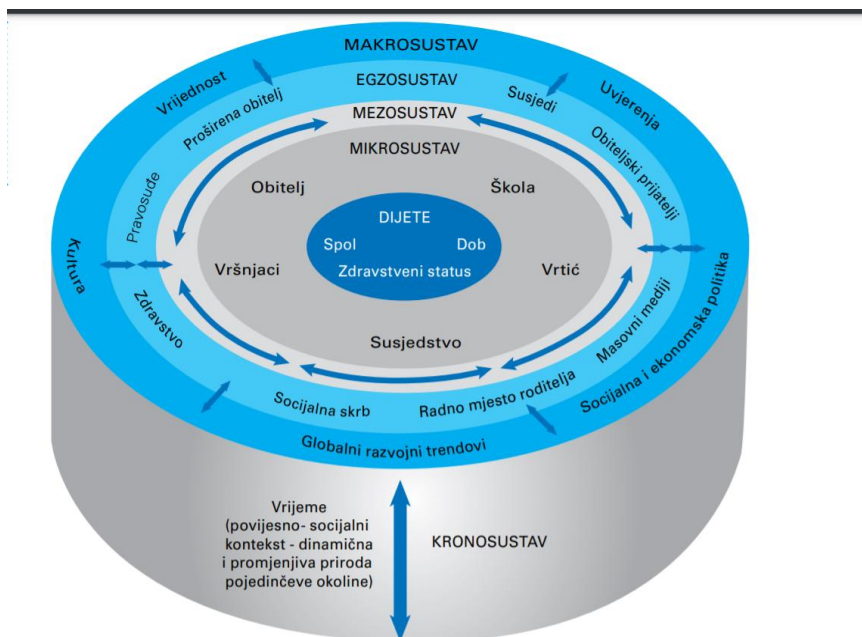 MAKROSUSTAV
Vrijednost
Uvjerenja
Kultura
Socijalna i ekonomska politika
Globalni razvojni trendovi
EGZOSUSTAV
Proširena obitelj
Susjedi
Pravosuđe
Obiteljski prijatelji
Zdravstvo
Masovni mediji
Socijalna skrb
Radno mjesto roditelja
MEZOSUSTAV
MIKROSUSTAV
Obitelj
Škola
Vršnjaci
Vrtić
Susjedstvo
DIJETE
Spol
Dob
Zdravstveni status
Vrijeme
(povijesno- socijalni
kontekst - dinamična
i promjenjiva priroda
pojedinčeve okoline)
KRONOSUSTAV